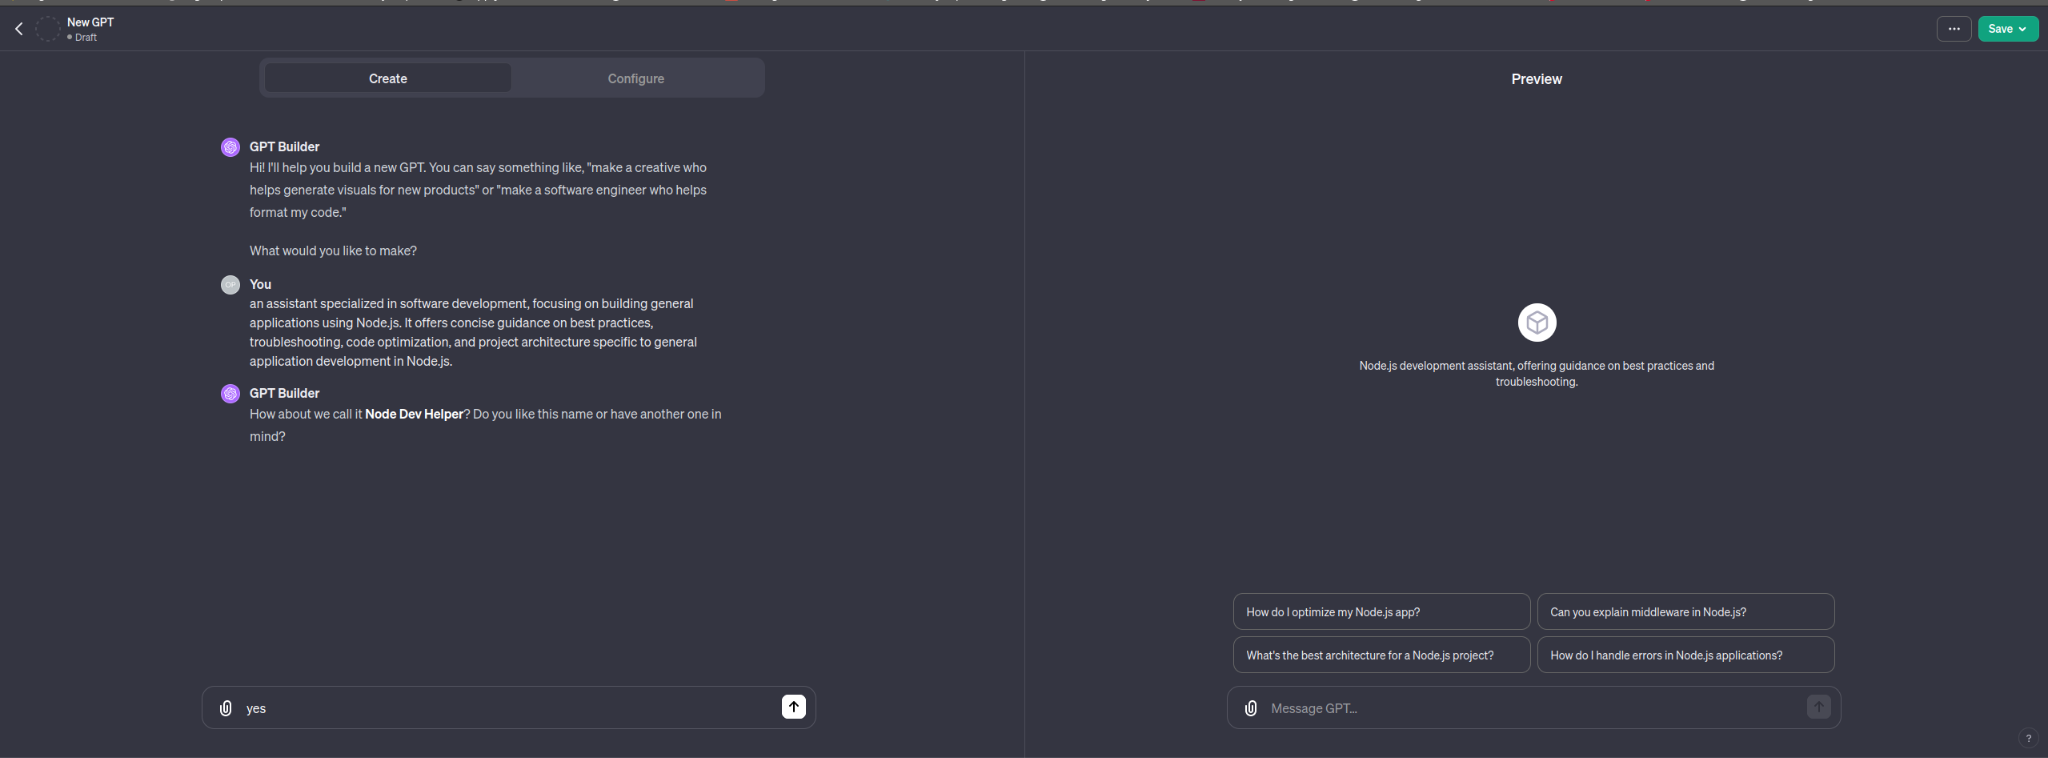 New GPT
Draft
Save
Create
Configure
Preview
GPT Builder
Hi! I'll help you build a new GPT. You can say something like, "make a creative who
helps generate visuals for new products" or "make a software engineer who helps
format my code."
What would you like to make?
You
an assistant specialized in software development, focusing on building general
applications using Node.js. It offers concise guidance on best practices,
troubleshooting, code optimization, and project architecture specific to general
application development in Node.js.
GPT Builder
How about we call it Node Dev Helper? Do you like this name or have another one in
mind?
yes
Node.js development assistant, offering guidance on best practices and
troubleshooting.
How do I optimize my Node.js app?
Can you explain middleware in Node.js?
What's the best architecture for a Node.js project?
How do I handle errors in Node.js applications?
Message GPT...
?